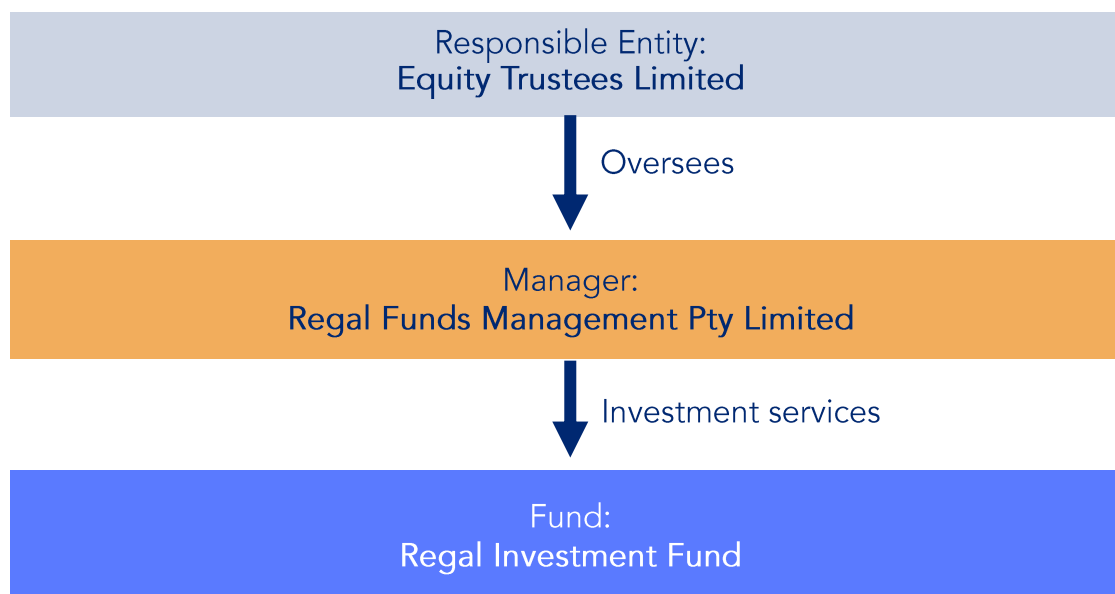 Responsible Entity:
Equity Trustees Limited
Oversees
Manager:
Regal Funds Management Pty Limited
Investment services
Fund:
Regal Investment Fund